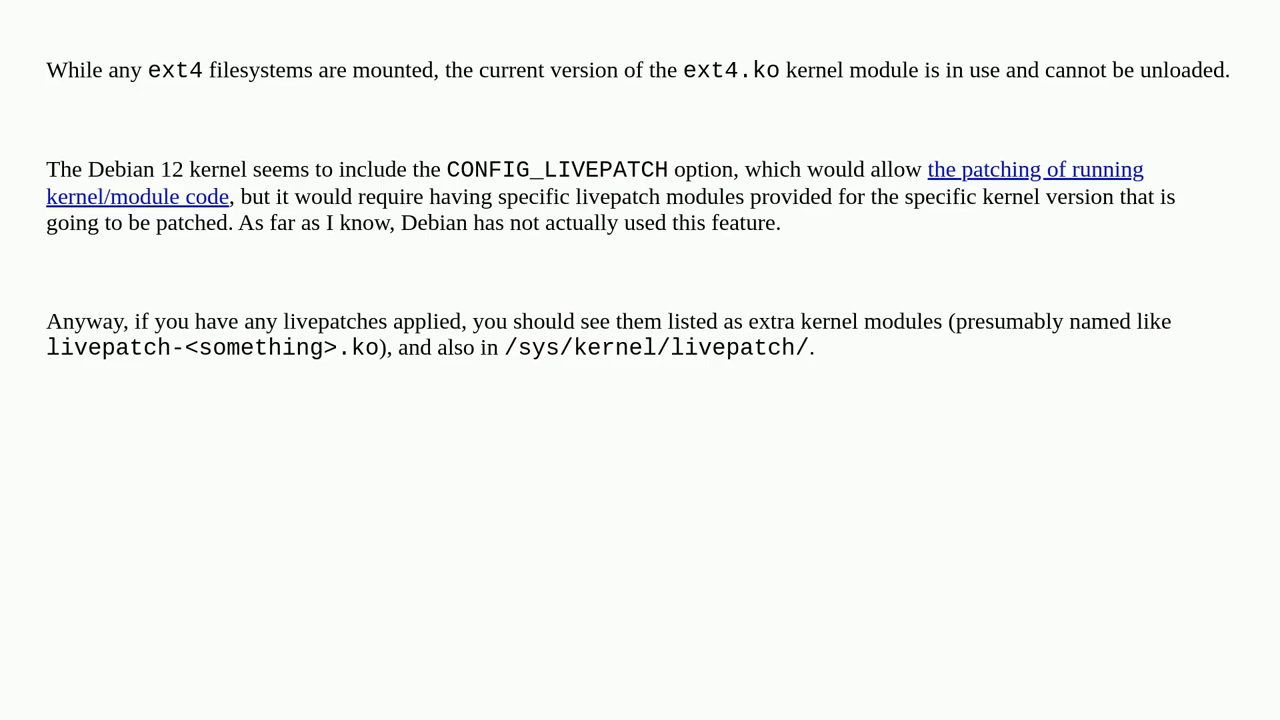 While any ext4 filesystems are mounted, the current version of the ext4.ko kernel module is in use and cannot be unloaded.
The Debian 12 kernel seems to include the CONFIG_LIVEPATCH option, which would allow the patching of running
kernel/module code, but it would require having specific livepatch modules provided for the specific kernel version that is
going to be patched. As far as I know, Debian has not actually used this feature.
Anyway, if you have any livepatches applied, you should see them listed as extra kernel modules (presumably named like
livepatch-<something>.ko), and also in /sys/kernel/livepatch/.